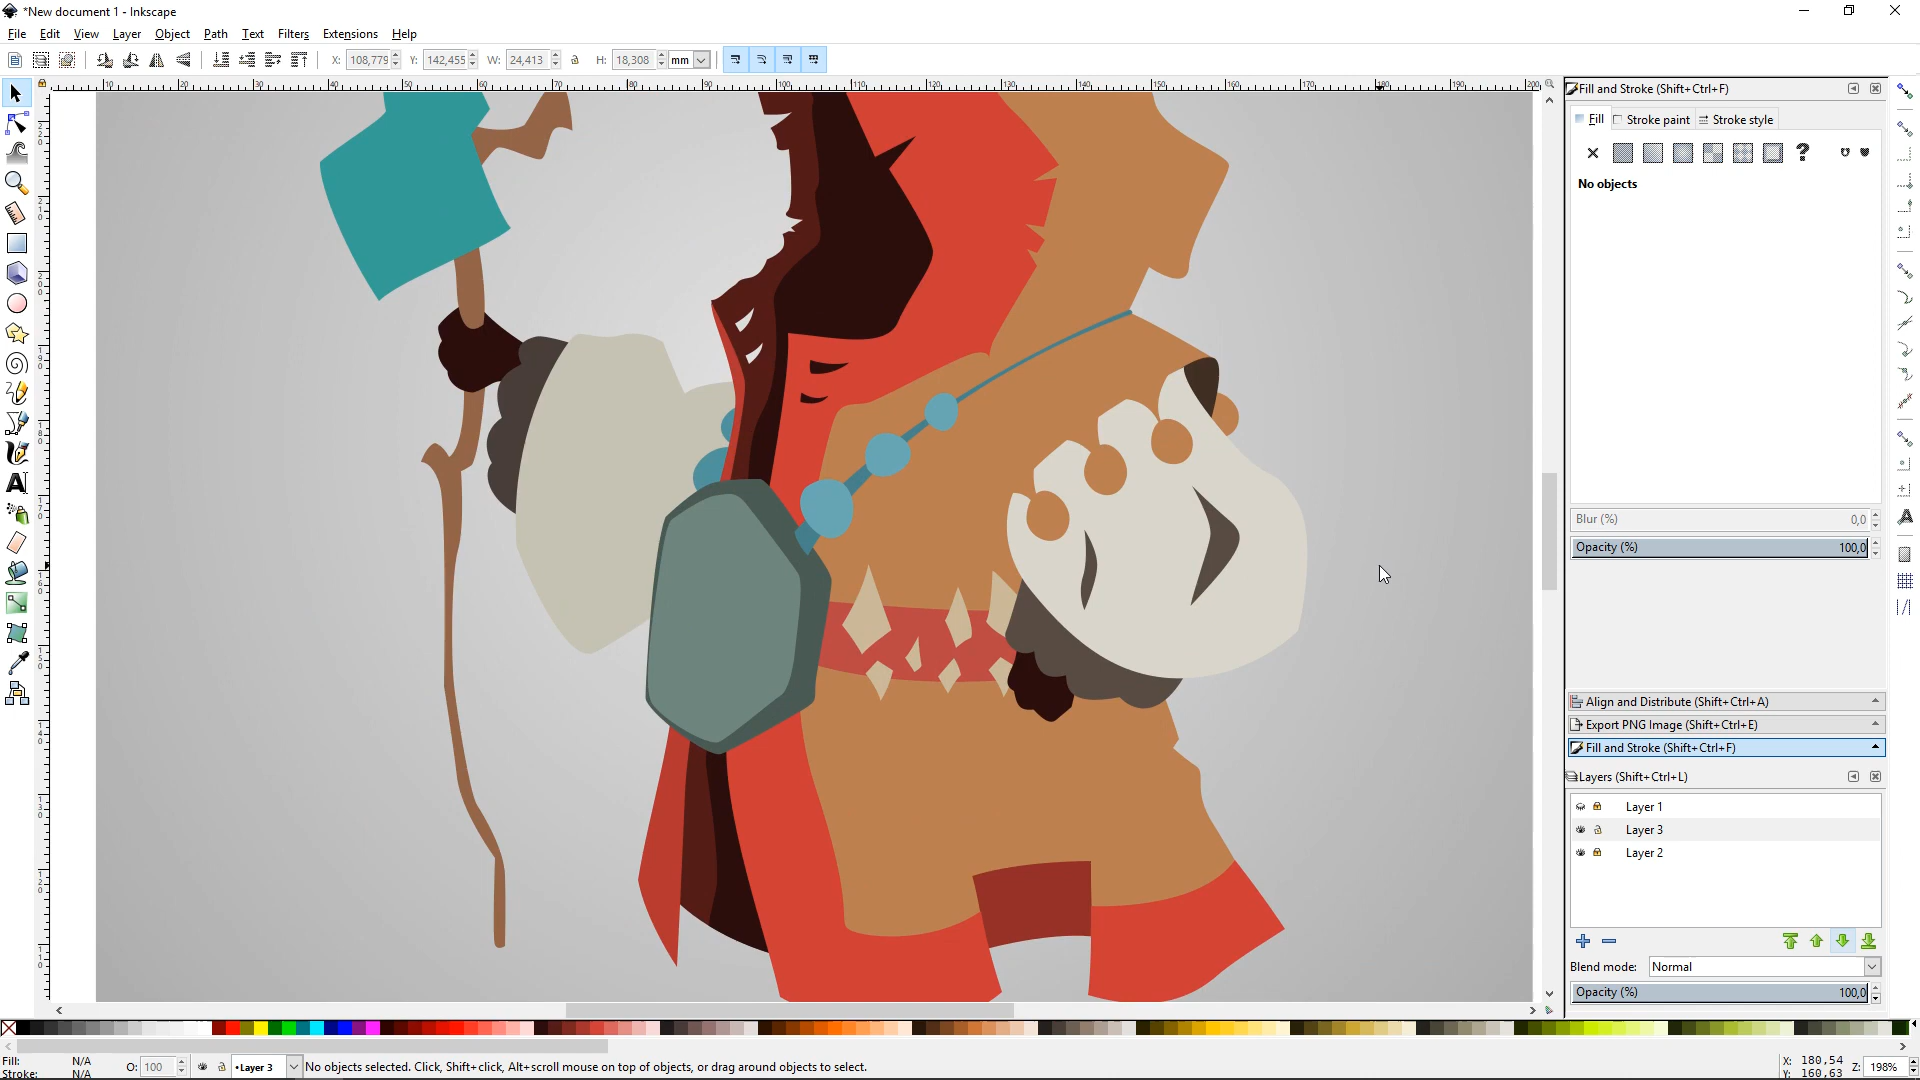 *New document 1 - Inkscape
File Edit View Layer Object Path Text Filters Extensions Help
X: 108,779 Y: 142,455 W: 24,413 H: 18,308 mm
Fill and Stroke (Shift+Ctrl+F)
Fill Stroke paint Stroke style
No objects
Blur (%) 0,0
Opacity (%) 100,0
Align and Distribute (Shift+Ctrl+A)
Export PNG Image (Shift+Ctrl+E)
Fill and Stroke (Shift+Ctrl+F)
Layers (Shift+Ctrl+L)
Layer 1
Layer 3
Layer 2
Blend mode: Normal
Opacity (%) 100,0
Fill: N/A
Stroke: N/A
O: 100
•Layer 3
No objects selected. Click, Shift+click, Alt+scroll mouse on top of objects, or drag around objects to select.
X: 180,54
Y: 160,63
Z: 198%